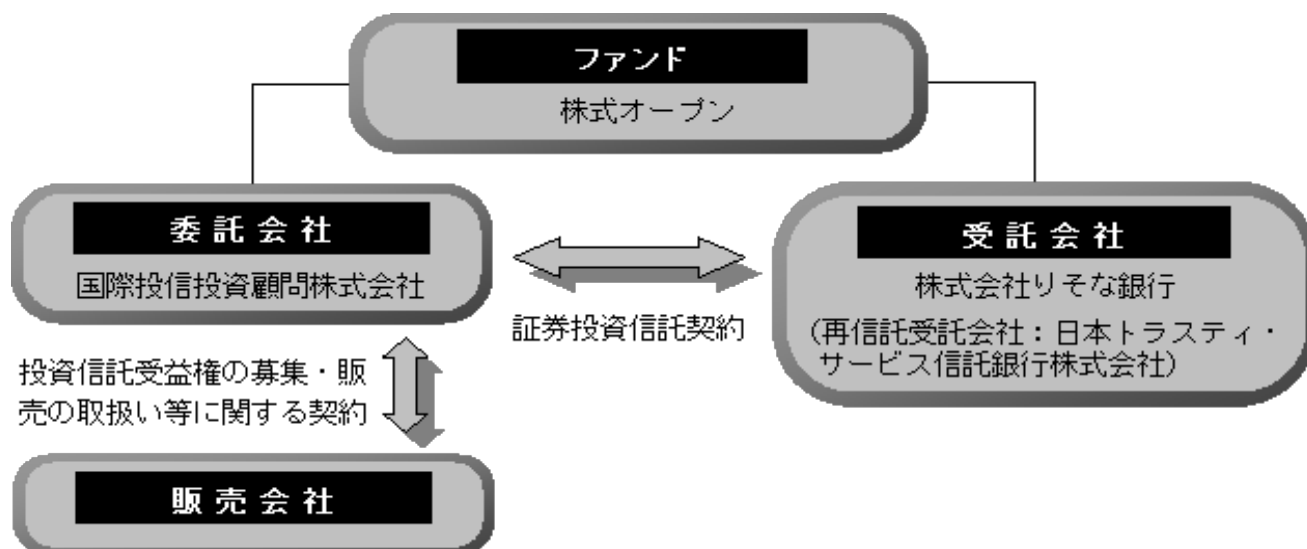 ファンド
株式オープン
委託会社
国際投信投資顧問株式会社
受託会社
株式会社りそな銀行
(再信託受託会社:日本トラスティ・
サービス信託銀行株式会社)
証券投資信託契約
投資信託受益権の募集・販
売の取扱い等に関する契約
販売会社